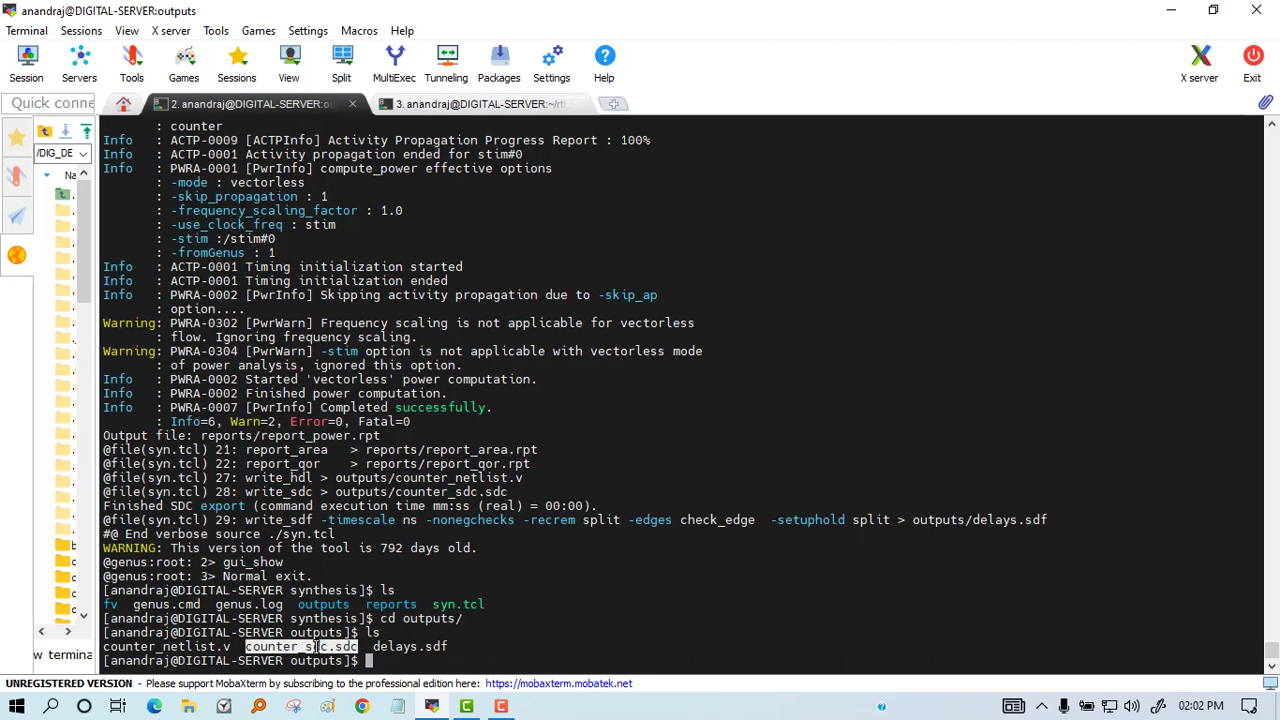 anandraj@DIGITAL-SERVER:outputs
Terminal Sessions View X server Tools Games Settings Macros Help
Session Servers Tools Games Sessions View Split MultiExec Tunneling Packages Settings Help X server Exit
Quick conne 2. anandraj@DIGITAL-SERVER:ou 3. anandraj@DIGITAL-SERVER:~/rtl
/DIG_DE
Na
: counter
Info : ACTP-0009 [ACTPInfo] Activity Propagation Progress Report : 100%
Info : ACTP-0001 Activity propagation ended for stim#0
Info : PWRA-0001 [PwrInfo] compute_power effective options
: -mode : vectorless
: -skip_propagation : 1
: -frequency_scaling_factor : 1.0
: -use_clock_freq : stim
: -stim :/stim#0
: -fromGenus : 1
Info : ACTP-0001 Timing initialization started
Info : ACTP-0001 Timing initialization ended
Info : PWRA-0002 [PwrInfo] Skipping activity propagation due to -skip_ap
: option....
Warning: PWRA-0302 [PwrWarn] Frequency scaling is not applicable for vectorless
: flow. Ignoring frequency scaling.
Warning: PWRA-0304 [PwrWarn] -stim option is not applicable with vectorless mode
: of power analysis, ignored this option.
Info : PWRA-0002 Started 'vectorless' power computation.
Info : PWRA-0002 Finished power computation.
Info : PWRA-0007 [PwrInfo] Completed successfully.
: Info=6, Warn=2, Error=0, Fatal=0
Output file: reports/report_power.rpt
@file(syn.tcl) 21: report_area > reports/report_area.rpt
@file(syn.tcl) 22: report_qor > reports/report_qor.rpt
@file(syn.tcl) 27: write_hdl > outputs/counter_netlist.v
@file(syn.tcl) 28: write_sdc > outputs/counter_sdc.sdc
Finished SDC export (command execution time mm:ss (real) = 00:00).
@file(syn.tcl) 29: write_sdf -timescale ns -nonegchecks -recrem split -edges check_edge -setuphold split > outputs/delays.sdf
#@ End verbose source ./syn.tcl
WARNING: This version of the tool is 792 days old.
@genus:root: 2> gui_show
@genus:root: 3> Normal exit.
[anandraj@DIGITAL-SERVER synthesis]$ ls
fv genus.cmd genus.log outputs reports syn.tcl
[anandraj@DIGITAL-SERVER synthesis]$ cd outputs/
[anandraj@DIGITAL-SERVER outputs]$ ls
counter_netlist.v counter_sdc.sdc delays.sdf
[anandraj@DIGITAL-SERVER outputs]$
w termina
UNREGISTERED VERSION - Please support MobaXterm by subscribing to the professional edition here: https://mobaxterm.mobatek.net
02:02 PM